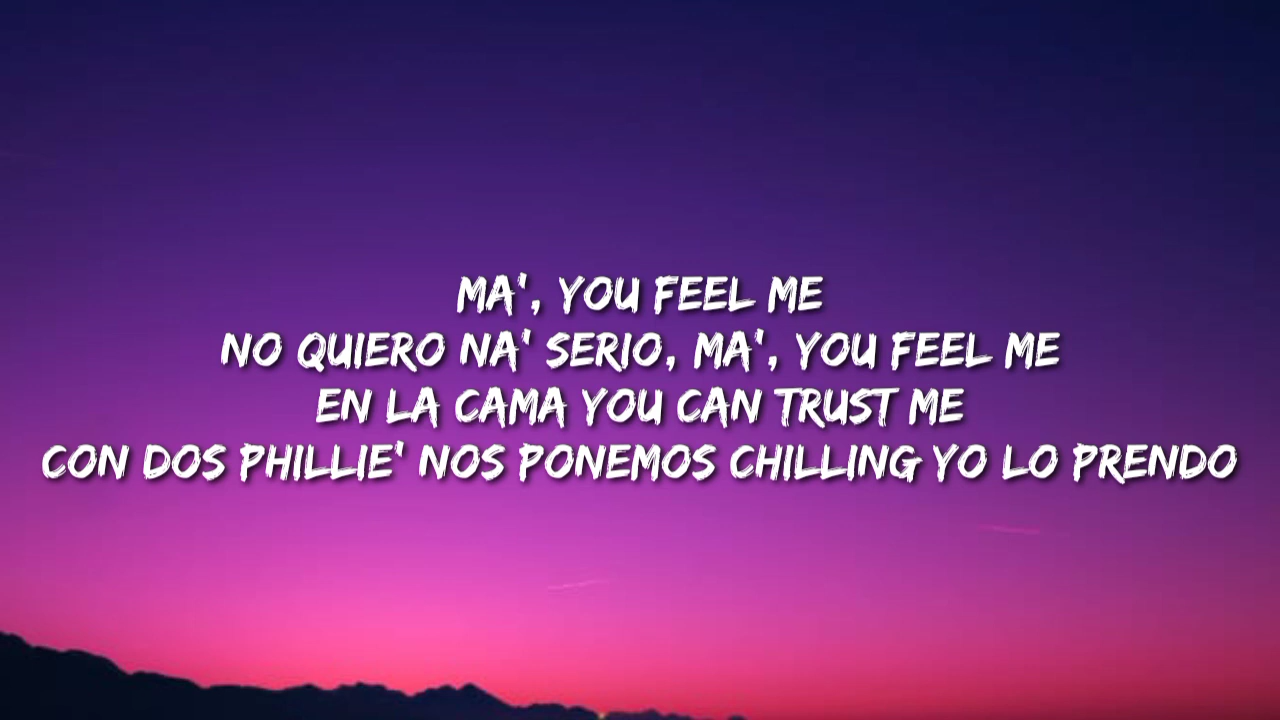 MA', YOU FEEL ME
NO QUIERO NA' SERIO, MA', YOU FEEL ME
EN LA CAMA YOU CAN TRUST ME
CON DOS PHILLIE' NOS PONEMOS CHILLING YO LO PRENDO